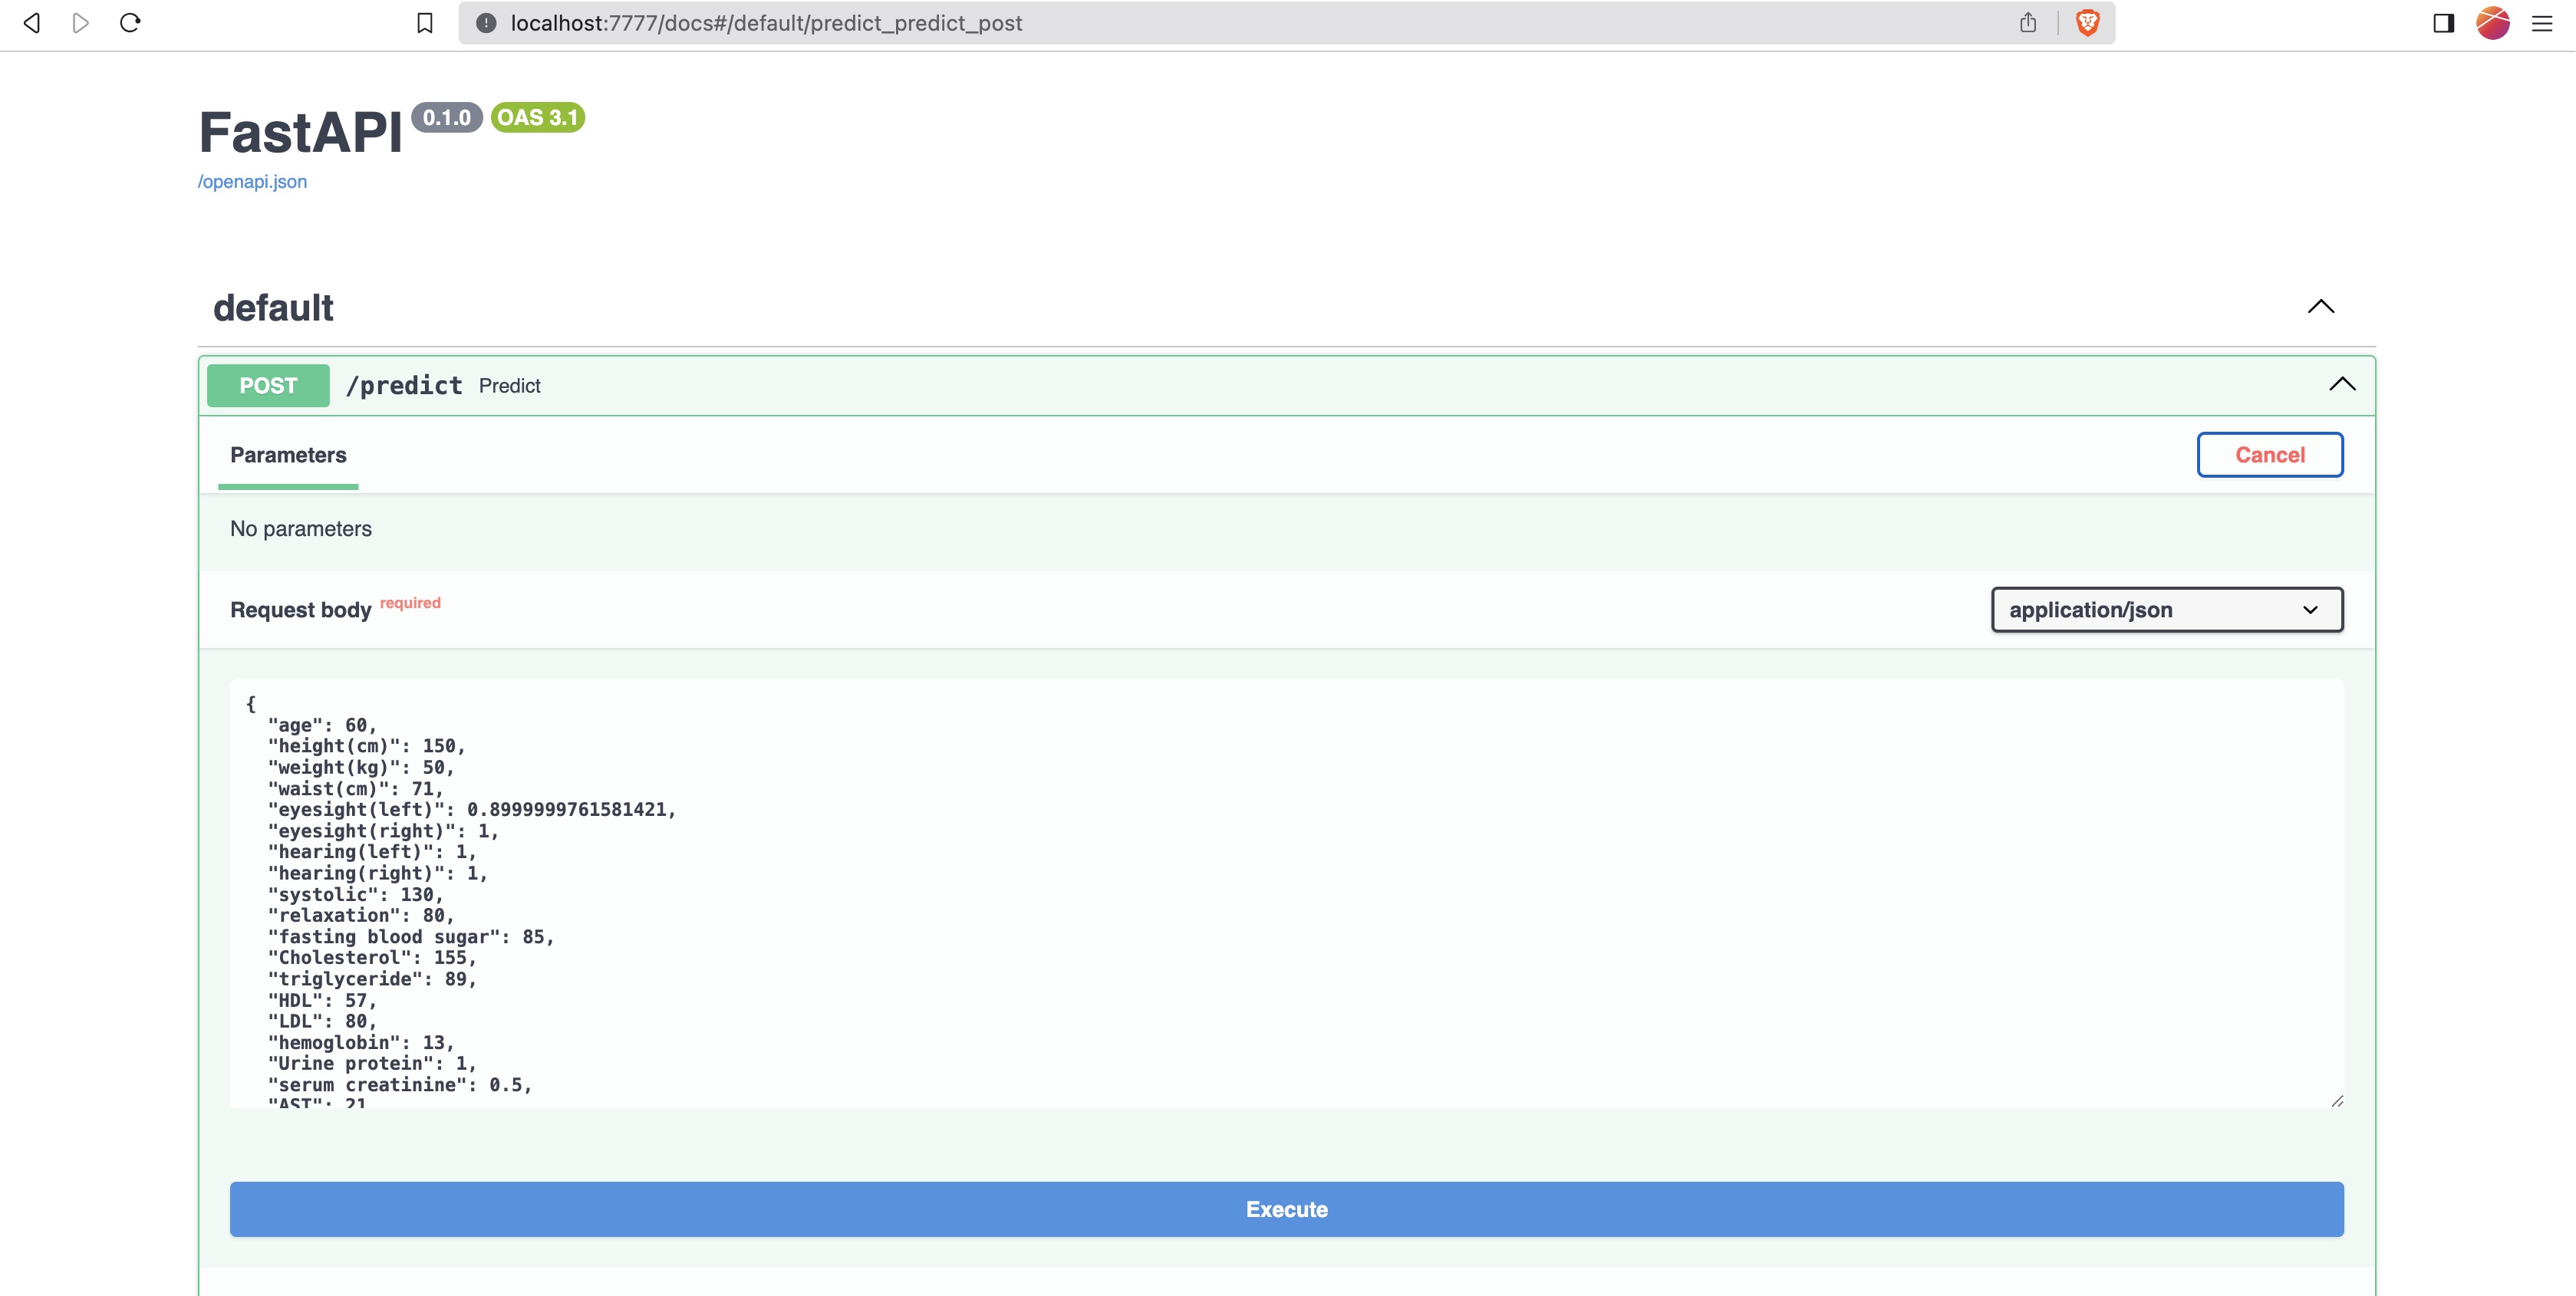 localhost:7777/docs#/default/predict_predict_post
FastAPI 0.1.0 OAS 3.1
/openapi.json
default
POST /predict Predict
Parameters
Cancel
No parameters
Request body required
application/json
{
"age": 60,
"height(cm)": 150,
"weight(kg)": 50,
"waist(cm)": 71,
"eyesight(left)": 0.8999999761581421,
"eyesight(right)": 1,
"hearing(left)": 1,
"hearing(right)": 1,
"systolic": 130,
"relaxation": 80,
"fasting blood sugar": 85,
"Cholesterol": 155,
"triglyceride": 89,
"HDL": 57,
"LDL": 80,
"hemoglobin": 13,
"Urine protein": 1,
"serum creatinine": 0.5,
"AST": 21
Execute